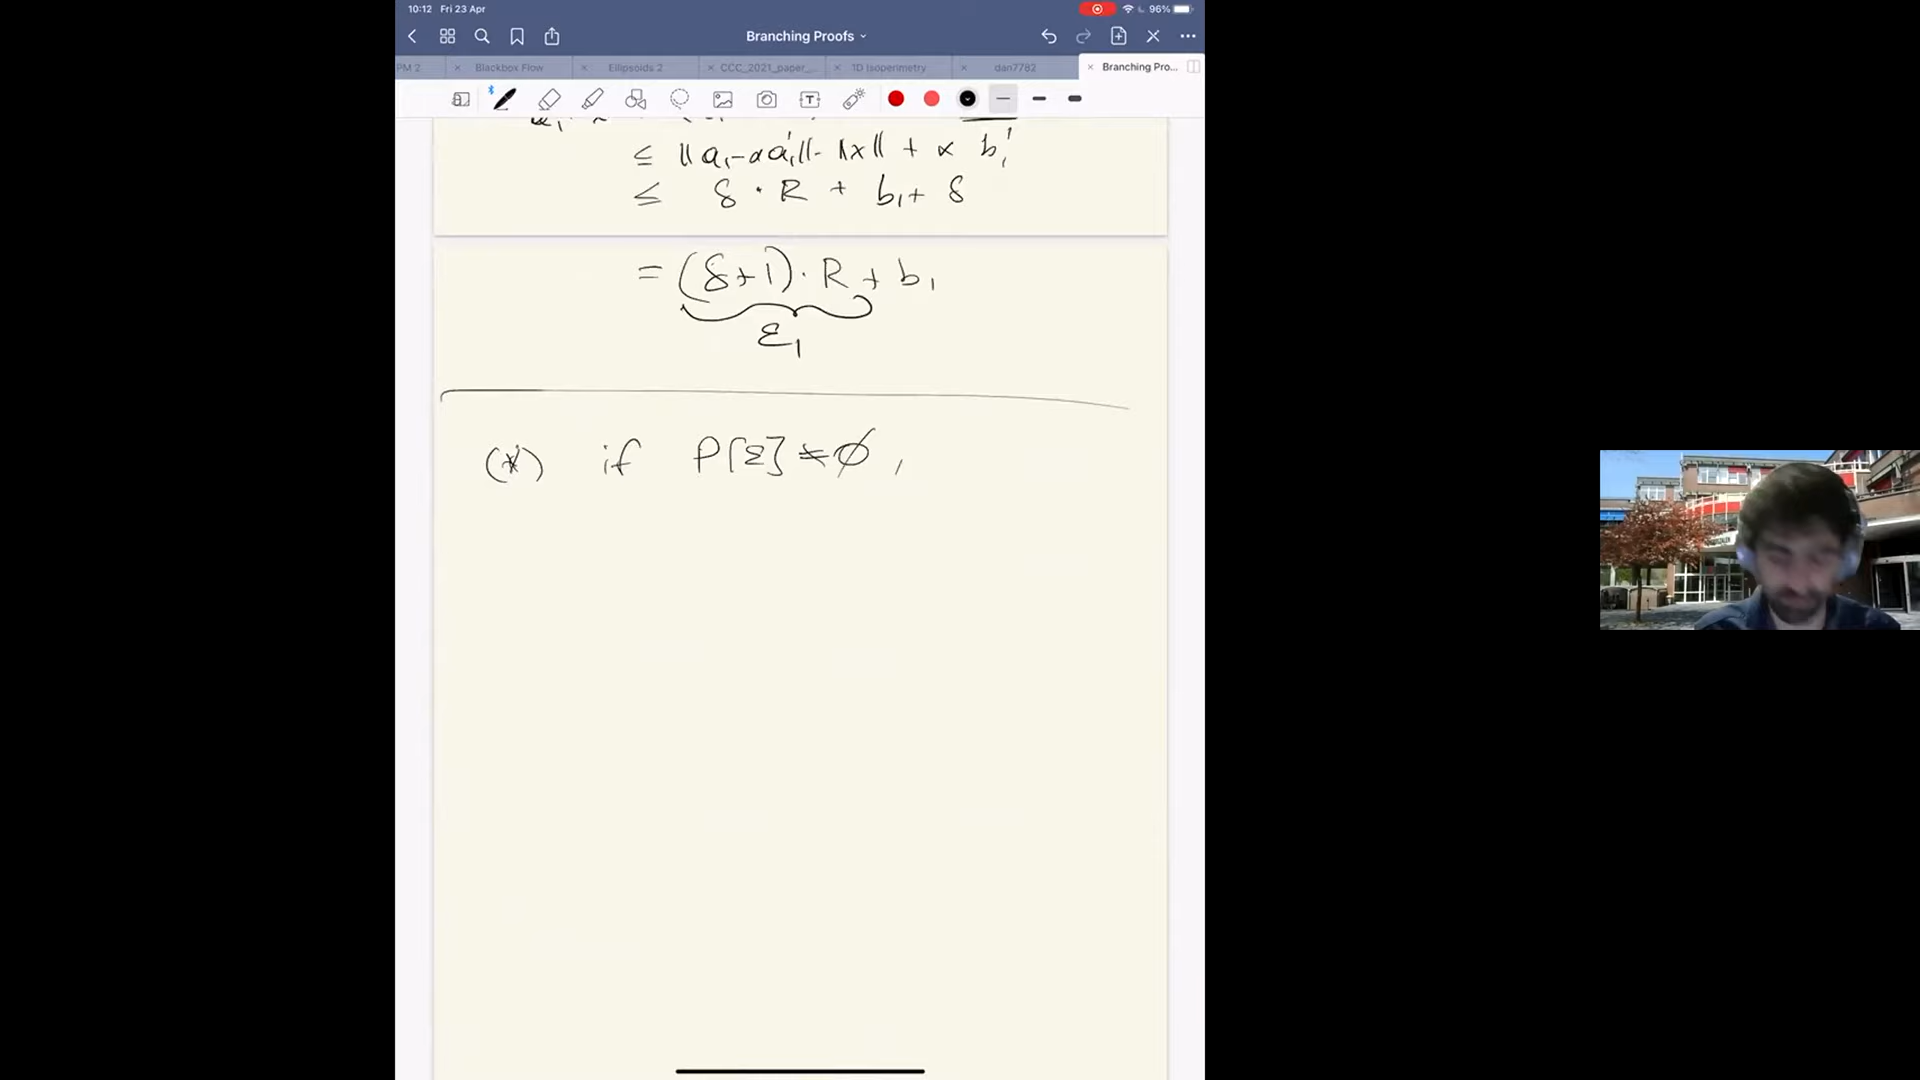 10:12 Fri 23 Apr
96%
Branching Proofs
PM 2
Blackbox Flow
Ellipsoids 2
CCC_2021_paper_...
1D Isoperimetry
dan7782
Branching Pro...
≤ ||a₁-αa₁'||·||x|| + α b₁'
≤ δ · R + b₁ + δ
= (δ+1)·R + b₁
ε₁
(*) if P[Σ] ≠ ∅,